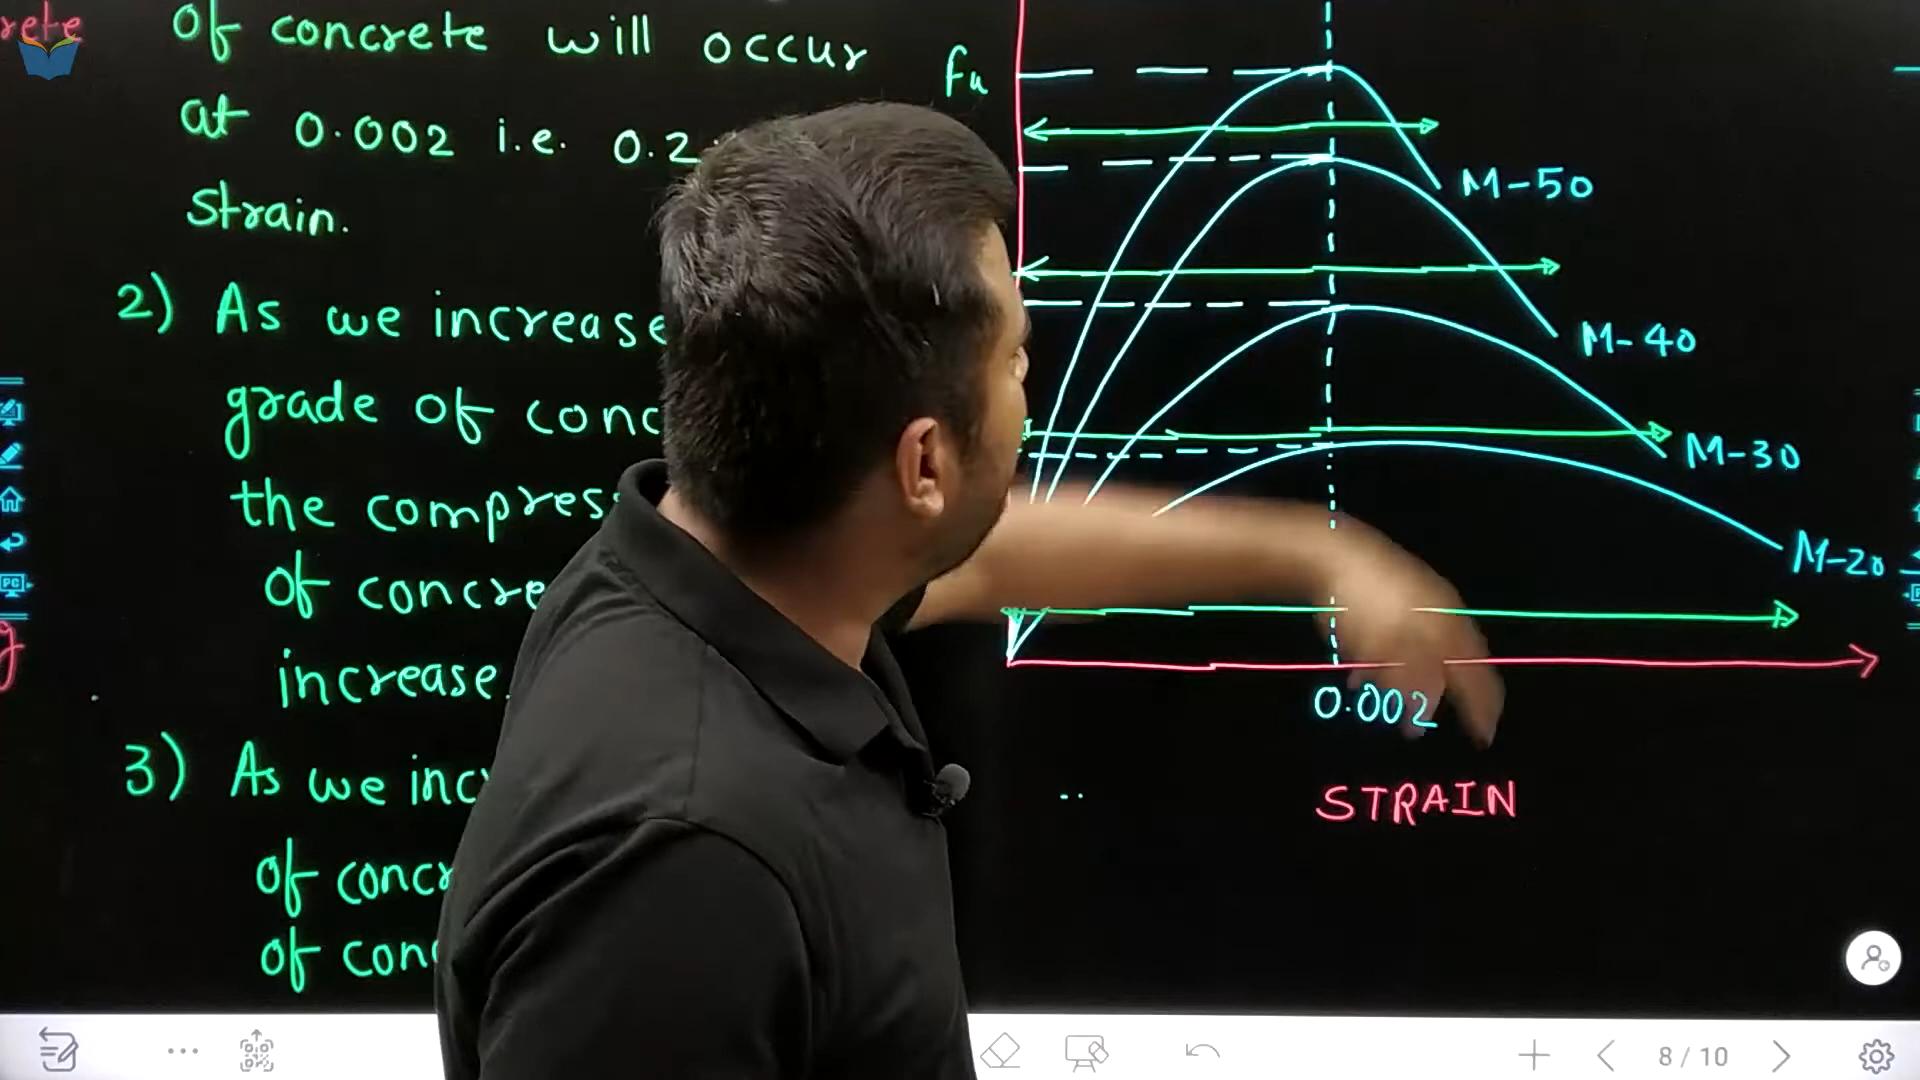 of concrete will occur
at 0.002 i.e. 0.2
strain.
2) As we increase
grade of conc
the compres
of concre
increase.
3) As we inc
of conc
of con
fu
M-50
M-40
M-30
M-20
0.002
STRAIN
8 / 10